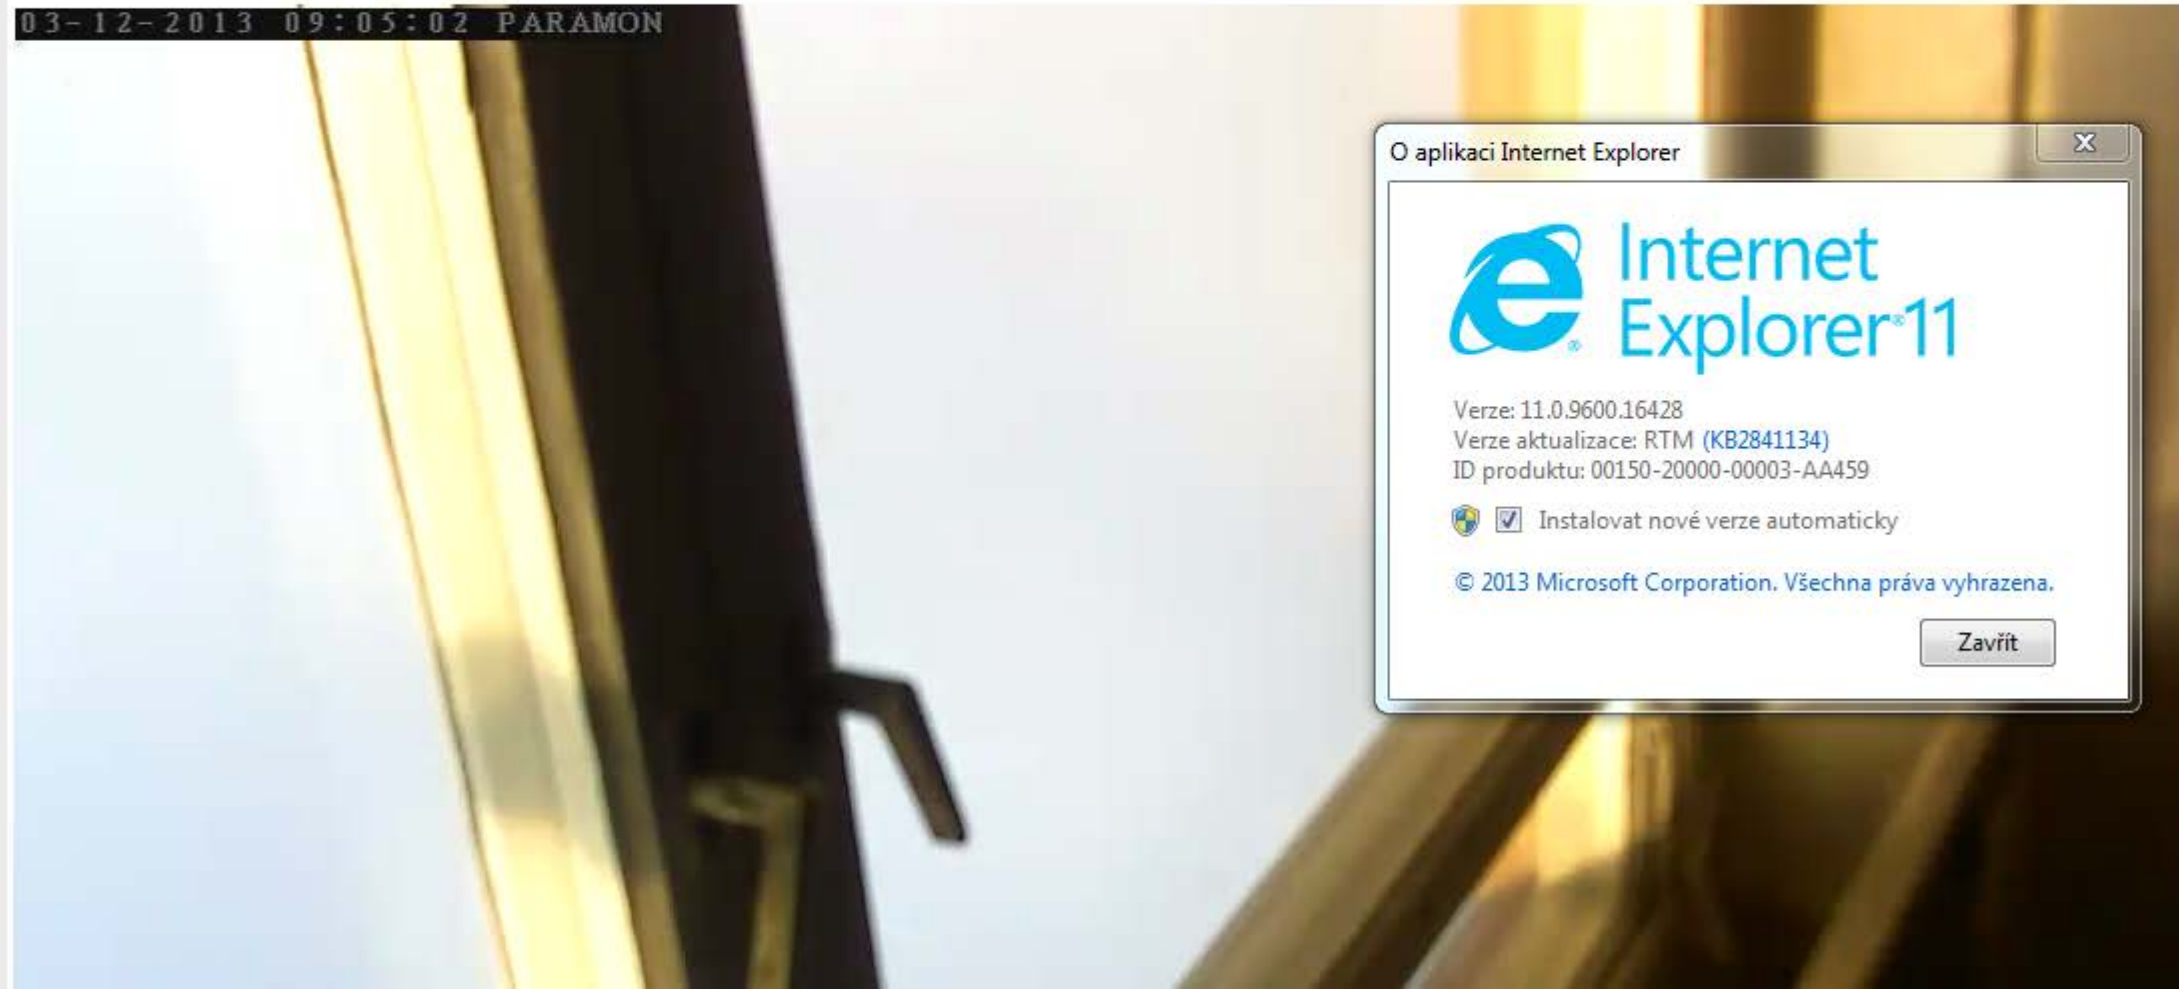 03-12-2013 09:05:02 PARAMON
O aplikaci Internet Explorer
Internet
Explorer®11
Verze: 11.0.9600.16428
Verze aktualizace: RTM (KB2841134)
ID produktu: 00150-20000-00003-AA459
Instalovat nové verze automaticky
© 2013 Microsoft Corporation. Všechna práva vyhrazena.
Zavřít